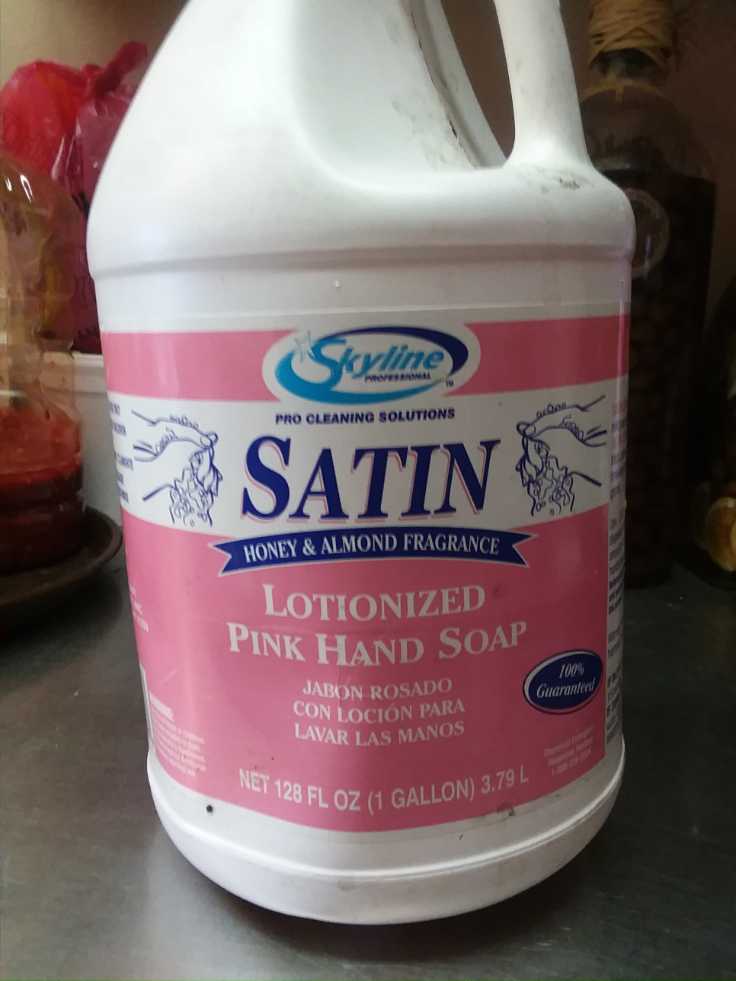 Skyline
PROFESSIONAL
TM
PRO CLEANING SOLUTIONS
SATIN
HONEY & ALMOND FRAGRANCE
LOTIONIZED
PINK HAND SOAP
100%
Guaranteed
JABON ROSADO
CON LOCIÓN PARA
LAVAR LAS MANOS
NET 128 FL OZ (1 GALLON) 3.79 L